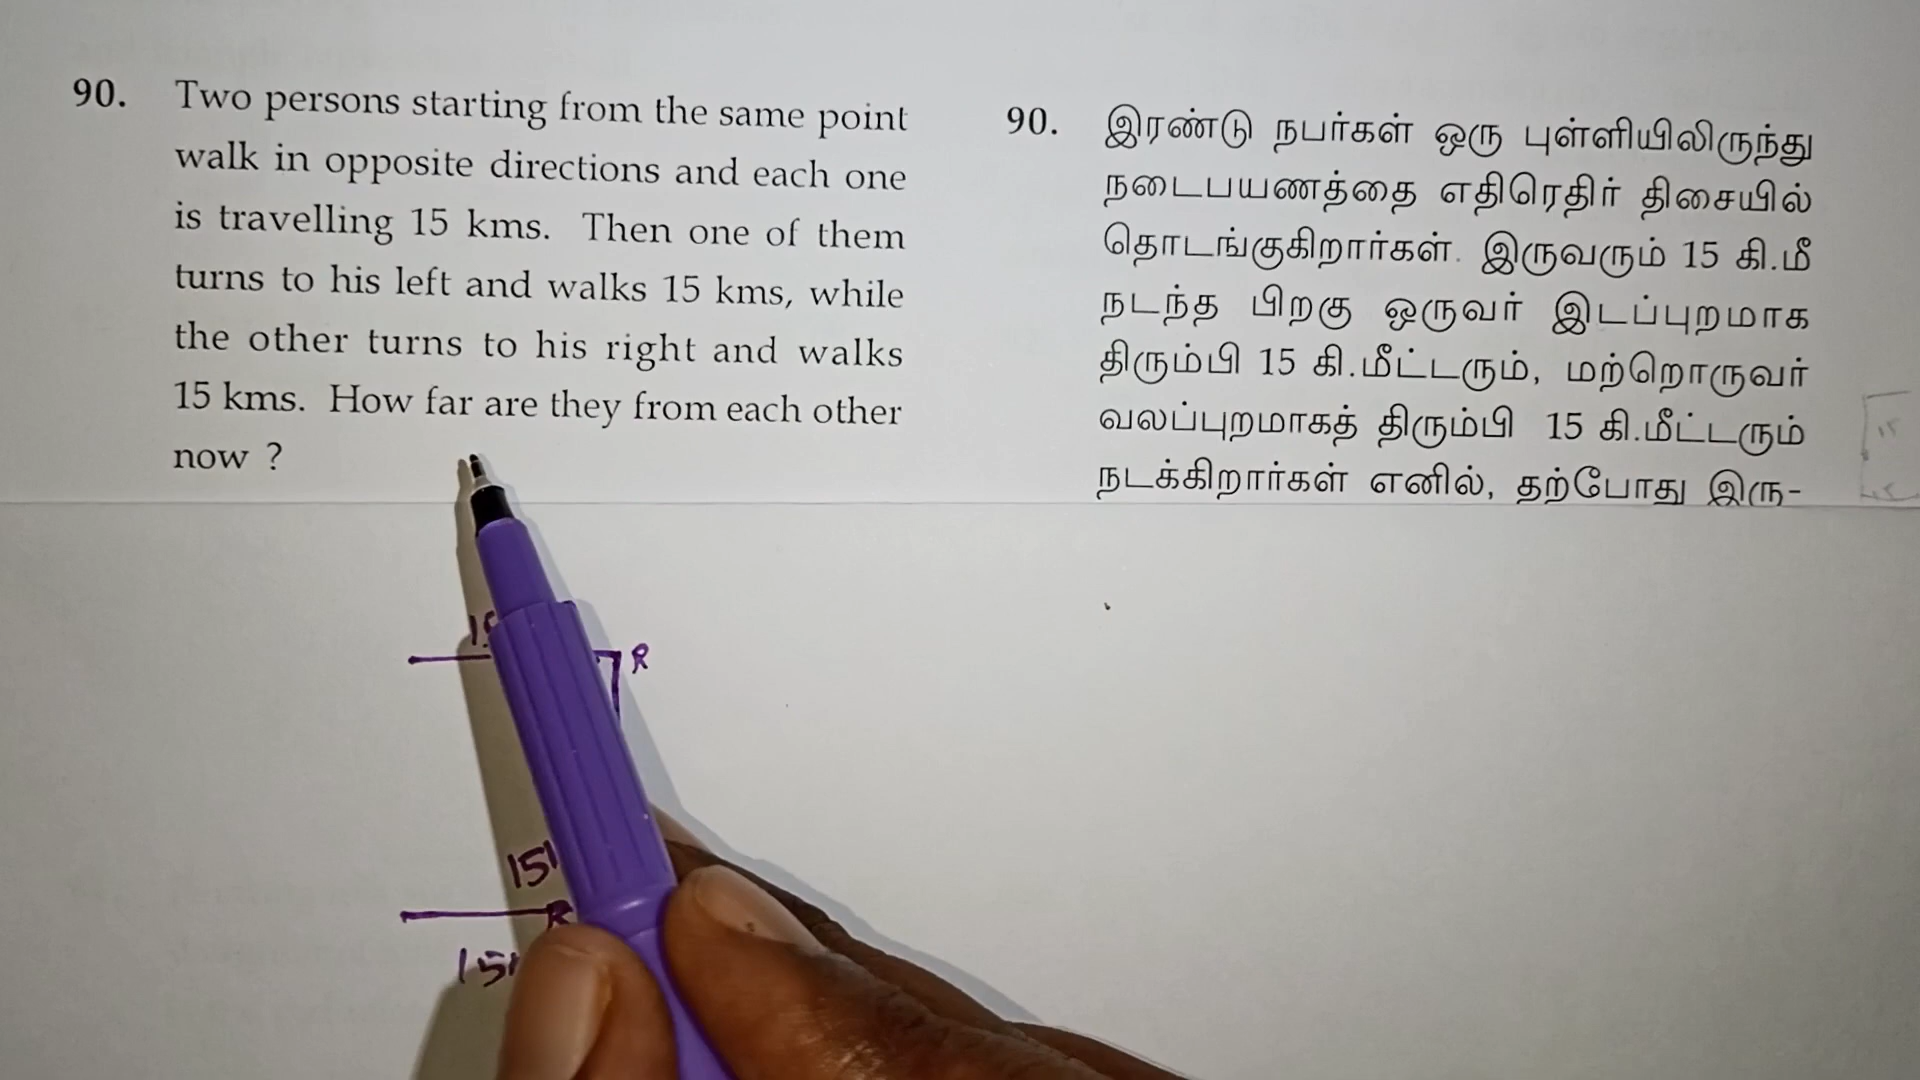 90. Two persons starting from the same point
walk in opposite directions and each one
is travelling 15 kms. Then one of them
turns to his left and walks 15 kms, while
the other turns to his right and walks
15 kms. How far are they from each other
now ?
90. இரண்டு நபர்கள் ஒரு புள்ளியிலிருந்து
நடைபயணத்தை எதிரெதிர் திசையில்
தொடங்குகிறார்கள். இருவரும் 15 கி.மீ
நடந்த பிறகு ஒருவர் இடப்புறமாக
திரும்பி 15 கி.மீட்டரும், மற்றொருவர்
வலப்புறமாகத் திரும்பி 15 கி.மீட்டரும்
நடக்கிறார்கள் எனில், தற்போது இரு-
R
15
R
15